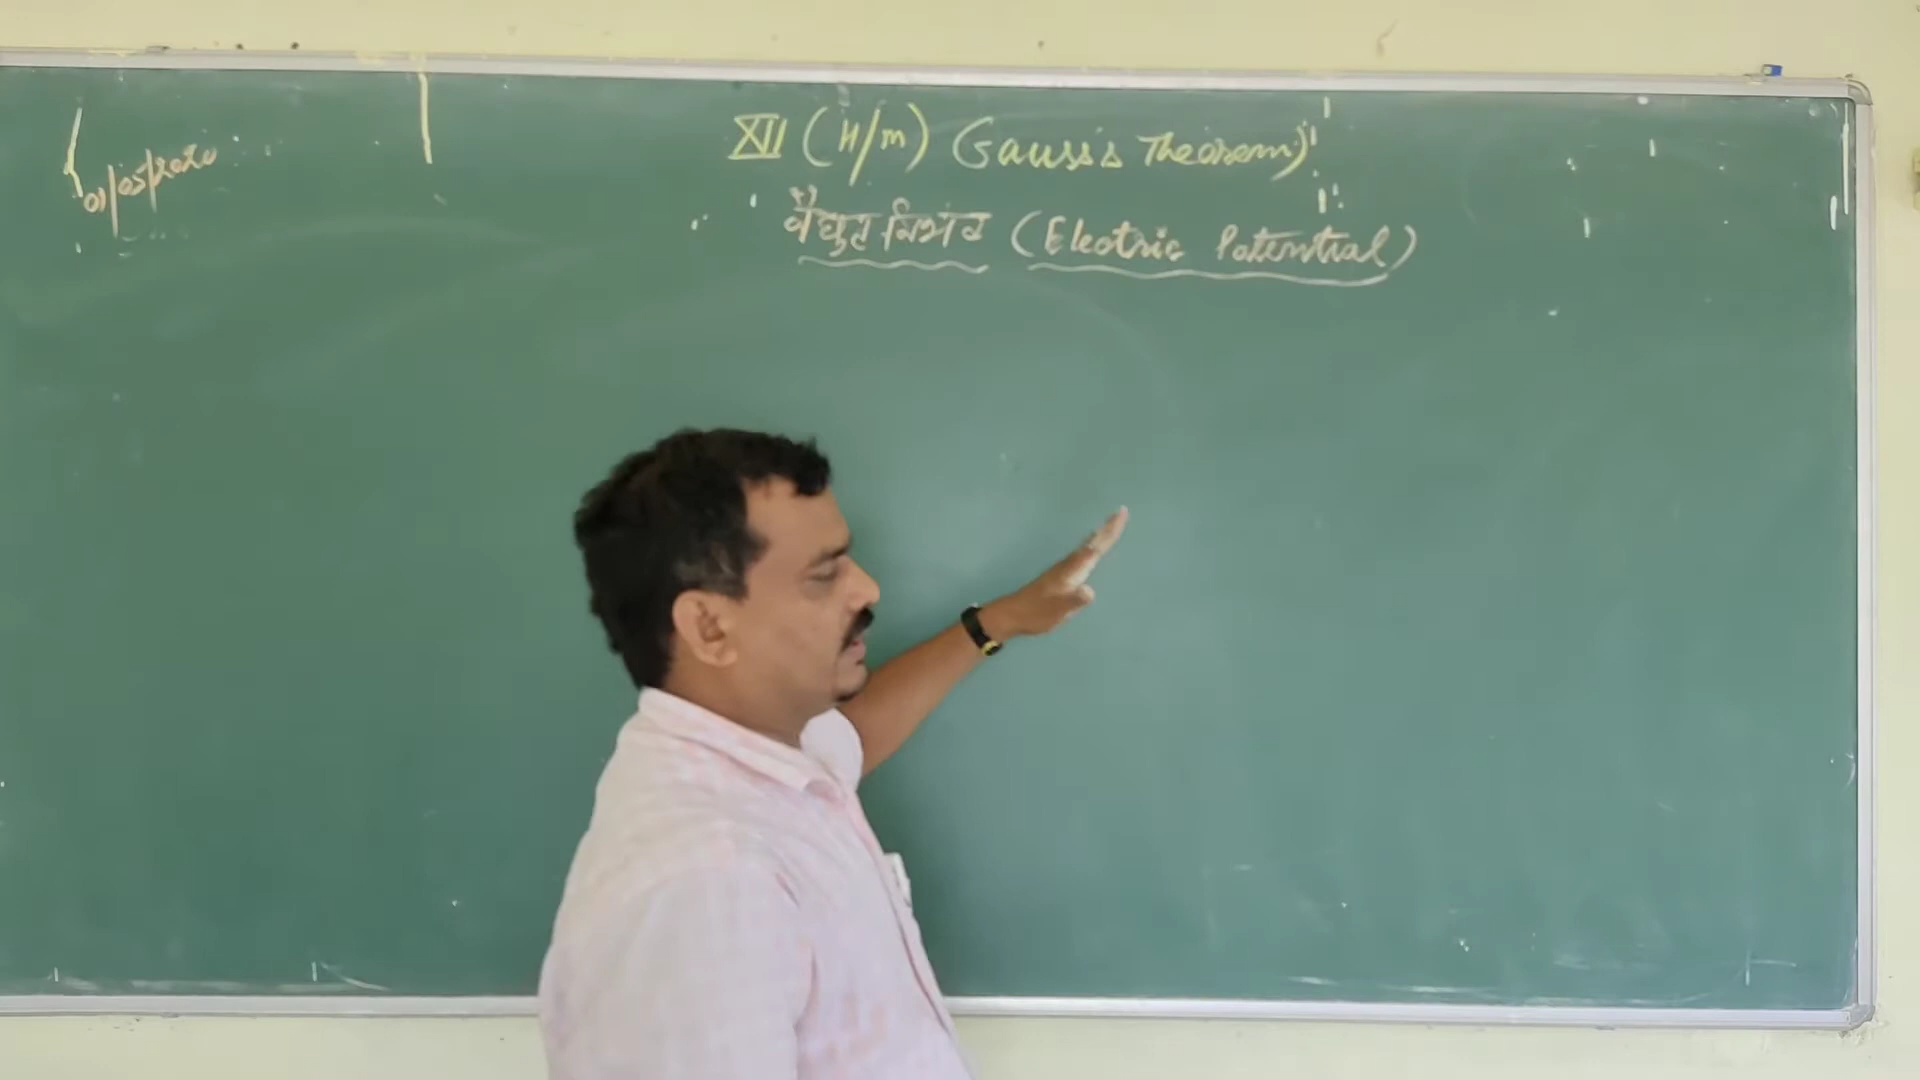 XII (H/m) Gauss's Theorem)
01/05/2020
वैद्युत विभव (Electric Potential)